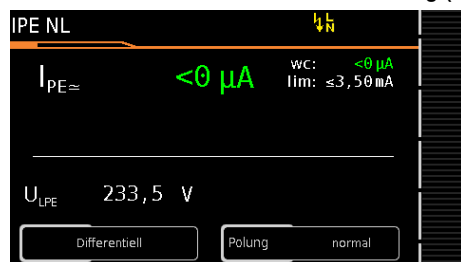 IPE NL
L N
IPE≃ <0 µA
wc: <0 µA
lim: ≤3,50mA
ULPE 233,5 V
Differentiell Polung normal